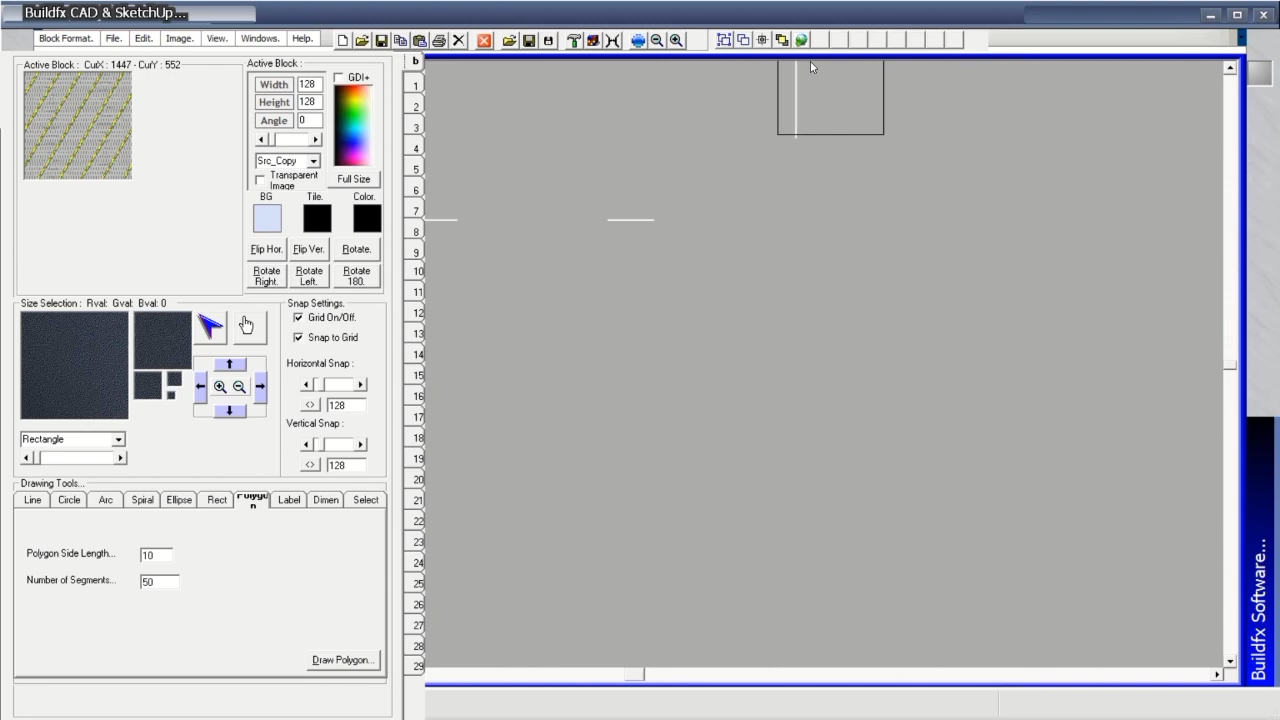 Buildfx CAD & SketchUp...
Block Format. File. Edit. Image. View. Windows. Help.
Active Block : CurX : 1447 - CurY : 552
Active Block :
Width 128
GDI+
Height 128
Angle 0
Src_Copy
Transparent Image
Full Size
BG Tile. Color.
Flip Hor. Flip Ver. Rotate.
Rotate Right. Rotate Left. Rotate 180.
Size Selection : Rval: Gval: Bval: 0
Snap Settings.
Grid On/Off.
Snap to Grid
Horizontal Snap :
<> 128
Vertical Snap :
<> 128
Rectangle
Drawing Tools...
Line Circle Arc Spiral Ellipse Rect Polygon Label Dimen Select
Polygon Side Length... 10
Number of Segments... 50
Draw Polygon...
b
1
2
3
4
5
6
7
8
9
10
11
12
13
14
15
16
17
18
19
20
21
22
23
24
25
26
27
28
29
Buildfx Software...